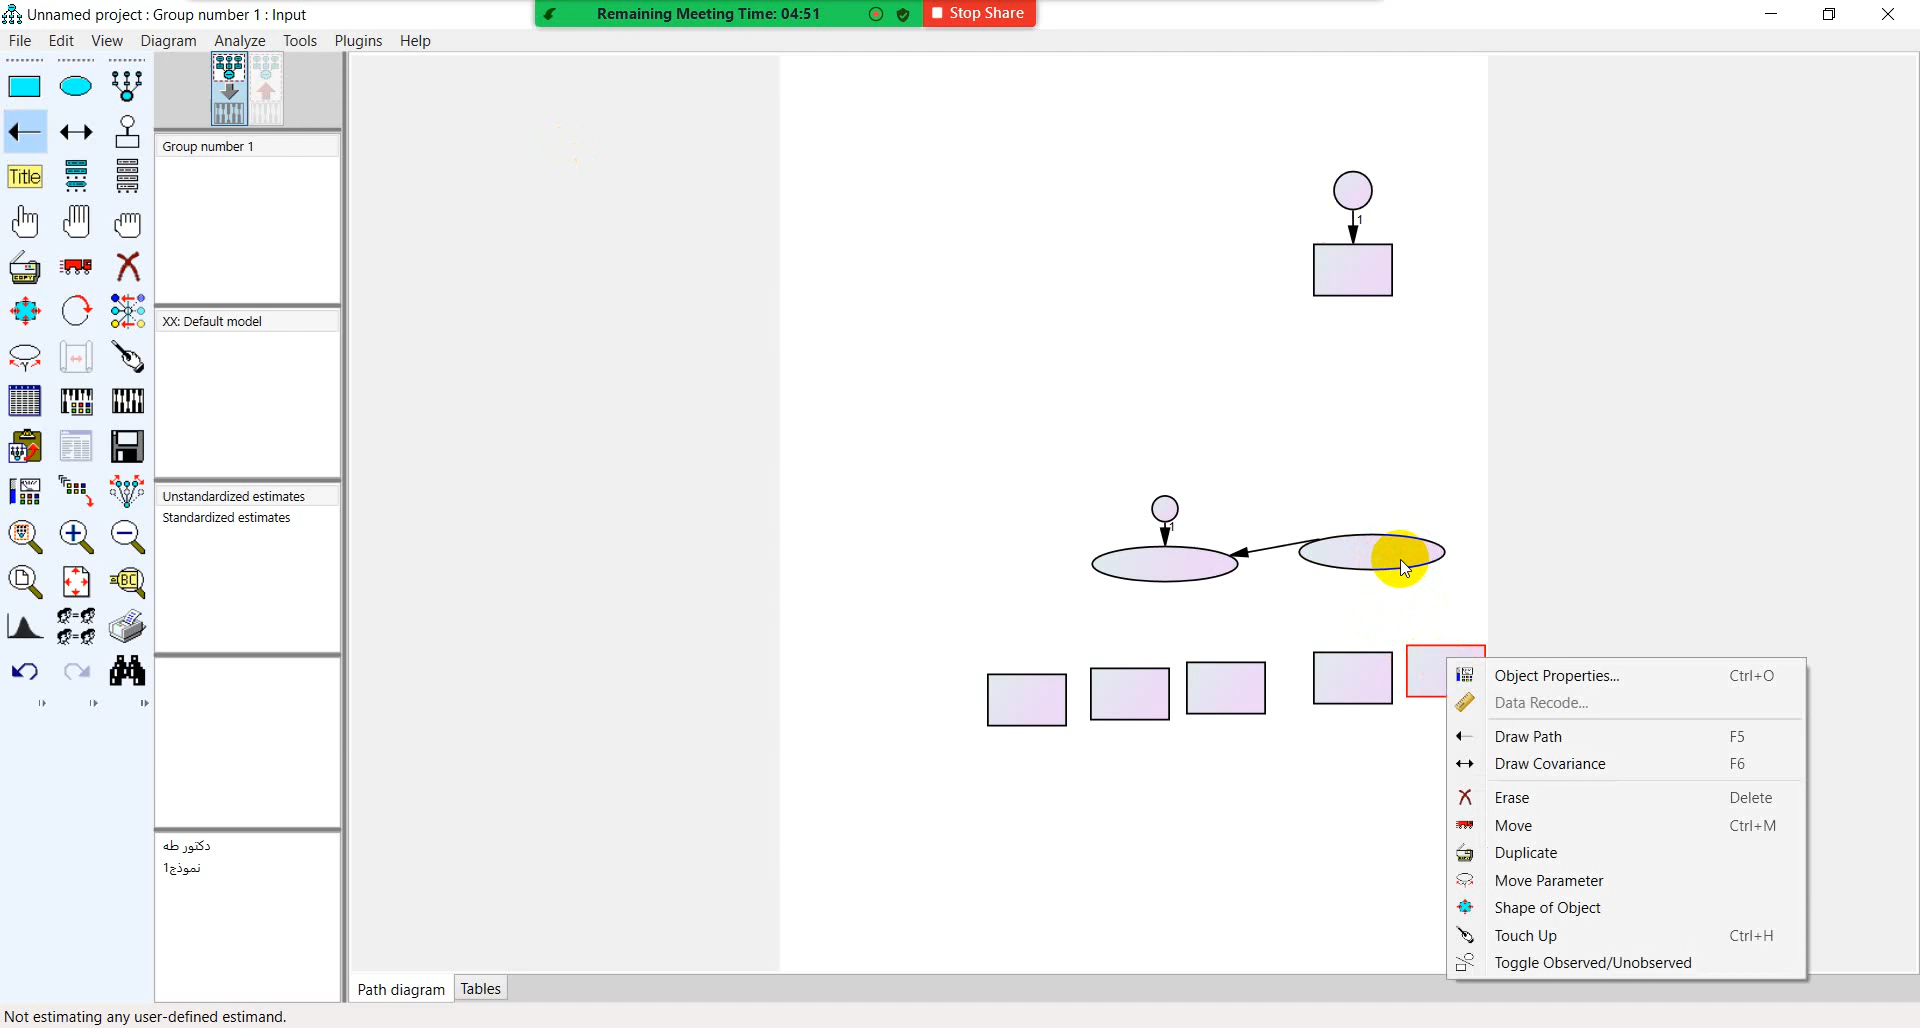 Unnamed project : Group number 1 : Input
Remaining Meeting Time: 04:51
Stop Share
File Edit View Diagram Analyze Tools Plugins Help
Title
Group number 1
XX: Default model
Unstandardized estimates
Standardized estimates
دكتور طه
نموذج1
1
1
Object Properties... Ctrl+O
Data Recode...
Draw Path F5
Draw Covariance F6
Erase Delete
Move Ctrl+M
Duplicate
Move Parameter
Shape of Object
Touch Up Ctrl+H
Toggle Observed/Unobserved
COPY
ABC
Path diagram Tables
Not estimating any user-defined estimand.